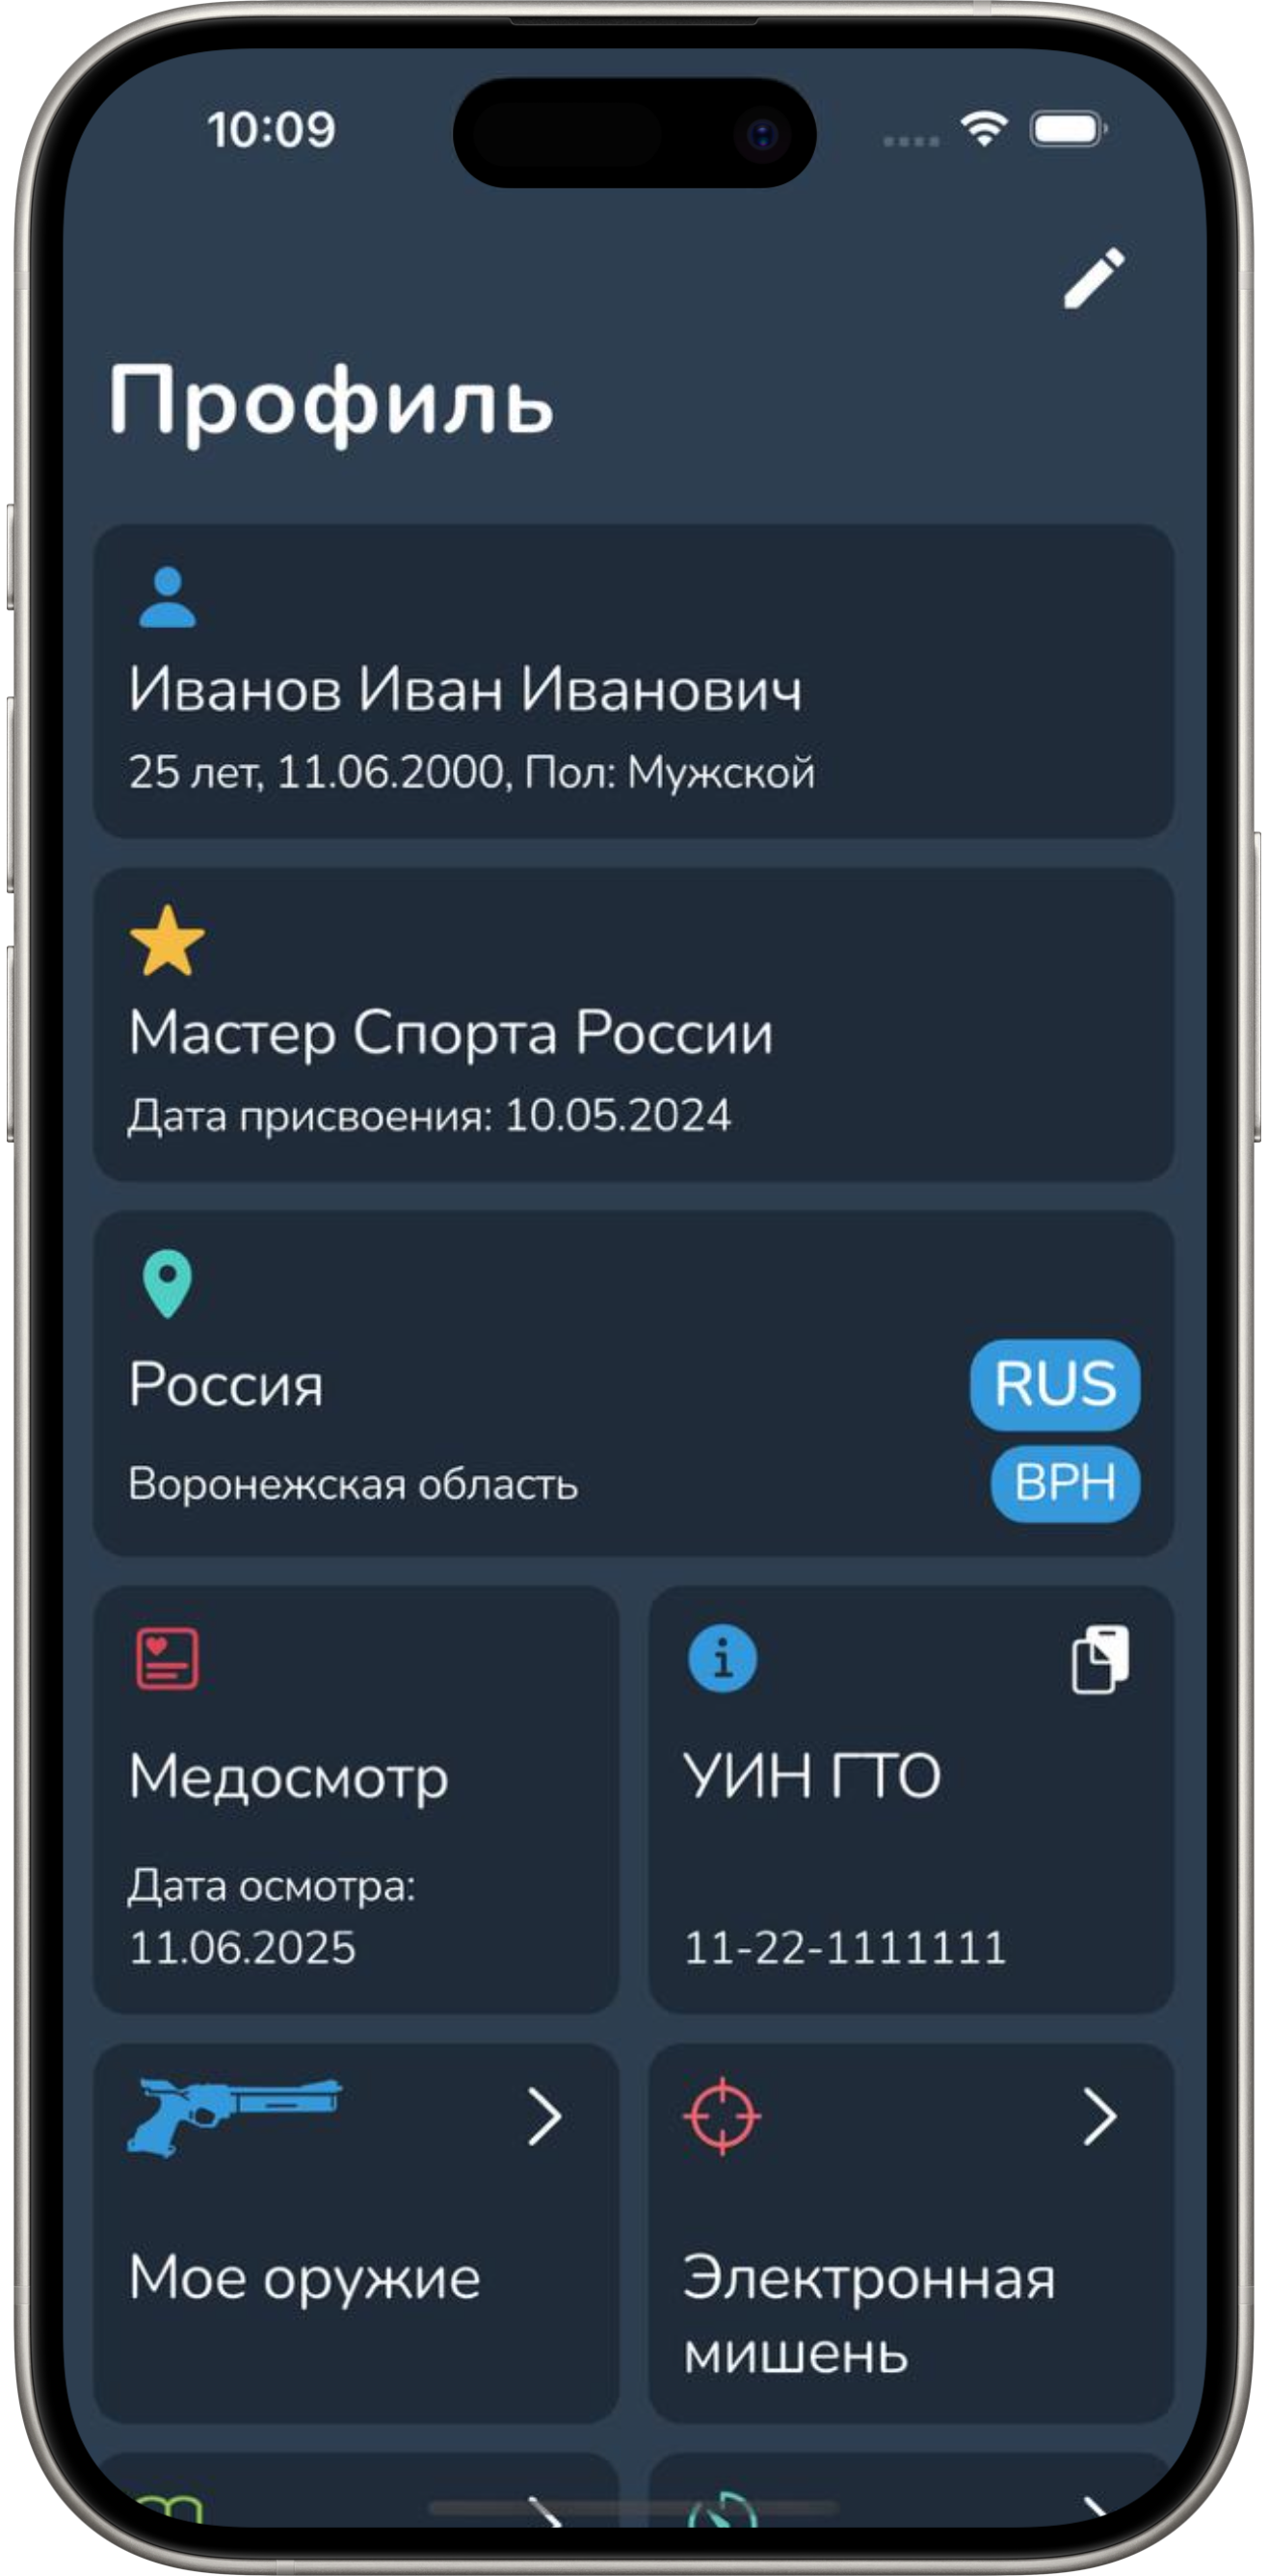 10:09
Профиль
Иванов Иван Иванович
25 лет, 11.06.2000, Пол: Мужской
Мастер Спорта России
Дата присвоения: 10.05.2024
Россия
RUS
Воронежская область
ВРН
Медосмотр
Дата осмотра:
11.06.2025
УИН ГТО
11-22-1111111
Мое оружие
Электронная
мишень